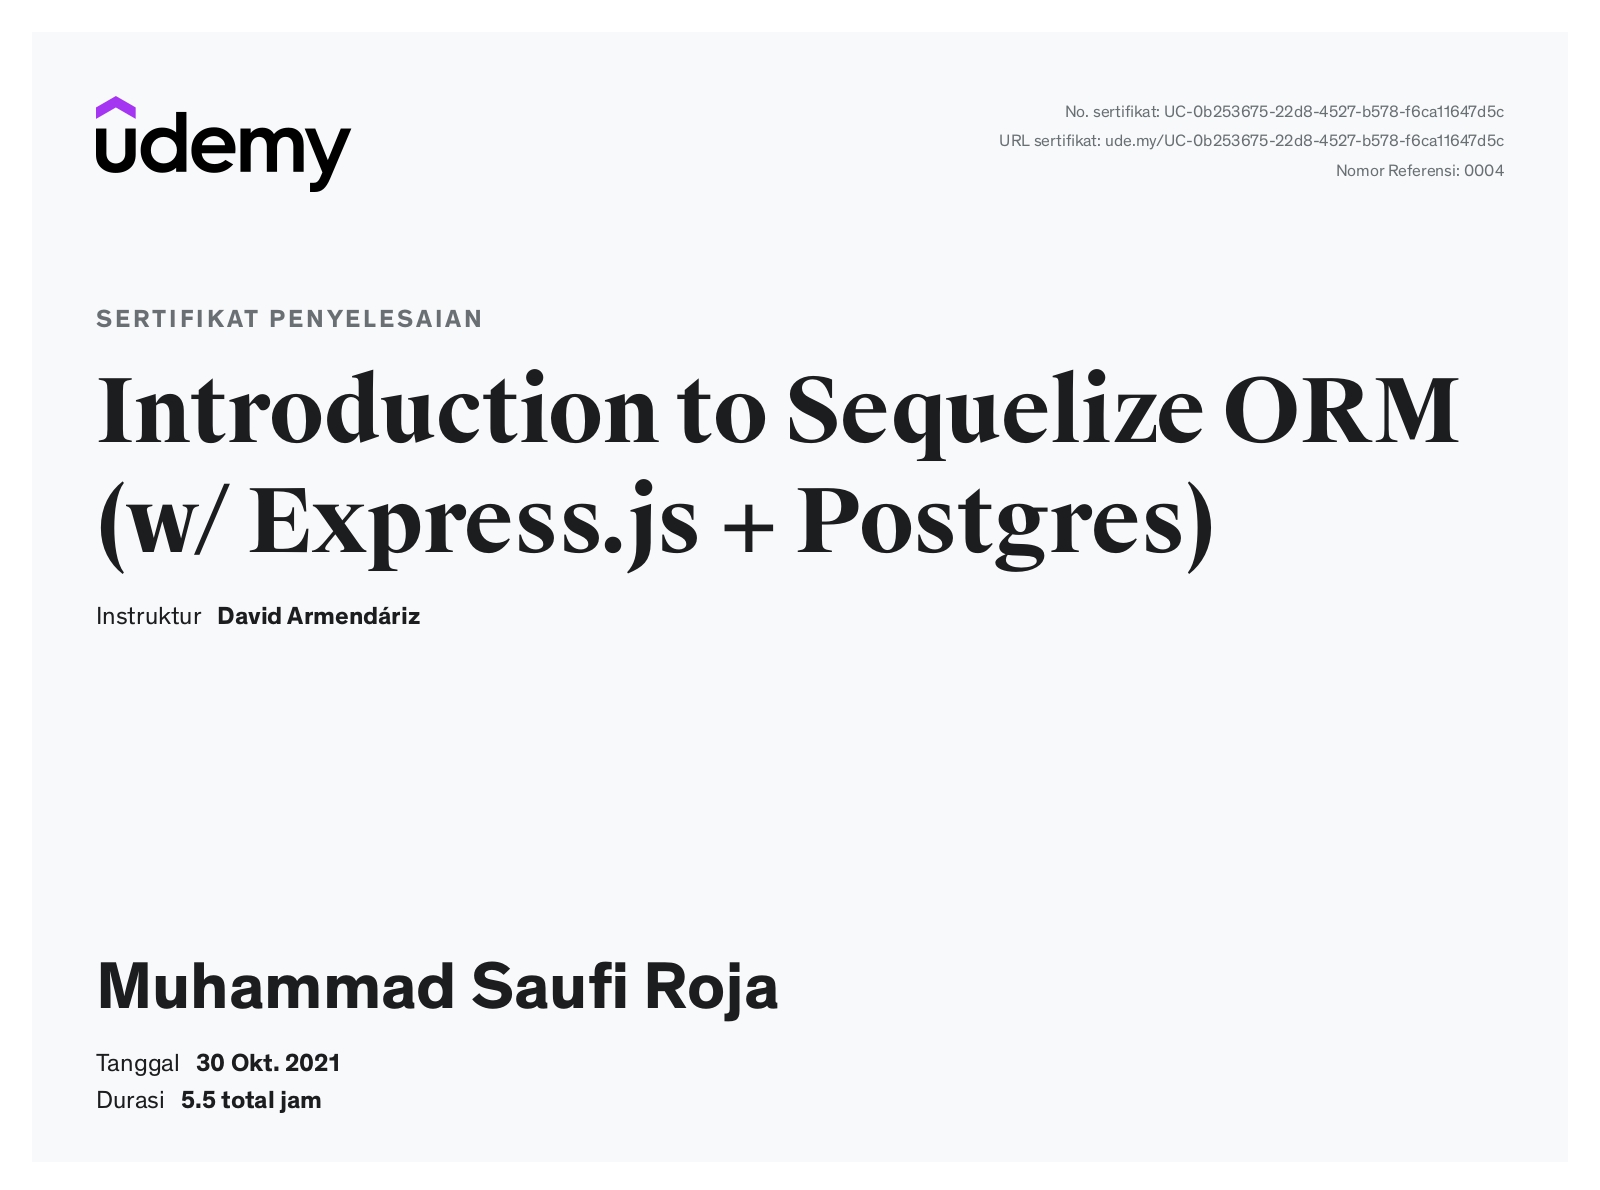 udemy
No. sertifikat: UC-0b253675-22d8-4527-b578-f6ca11647d5c
URL sertifikat: ude.my/UC-0b253675-22d8-4527-b578-f6ca11647d5c
Nomor Referensi: 0004
SERTIFIKAT PENYELESAIAN
Introduction to Sequelize ORM
(w/ Express.js + Postgres)
Instruktur David Armendáriz
Muhammad Saufi Roja
Tanggal 30 Okt. 2021
Durasi 5.5 total jam